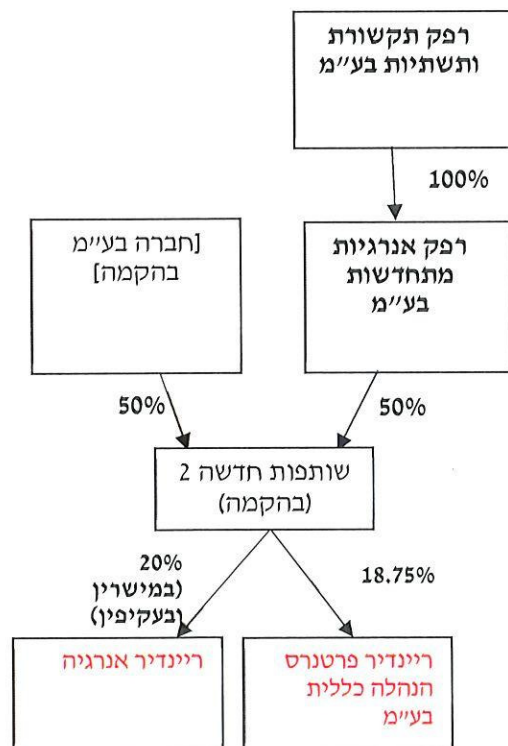 רפק תקשורת
ותשתיות בע"מ
100%
רפק אנרגיות
מתחדשות
בע"מ
[חברה בע"מ
בהקמה]
50%
50%
שותפות חדשה 2
(בהקמה)
18.75%
20%
(במישרין
ובעקיפין)
ריינדיר פרטנרס
הנהלה כללית
בע"מ
ריינדיר אנרגיה